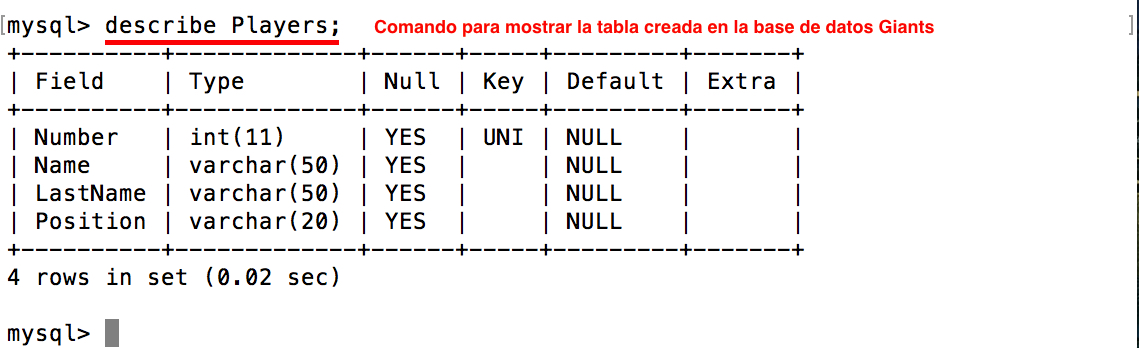 [mysql> describe Players; Comando para mostrar la tabla creada en la base de datos Giants ]
+----------+-------------+------+-----+---------+-------+
| Field    | Type        | Null | Key | Default | Extra |
+----------+-------------+------+-----+---------+-------+
| Number   | int(11)     | YES  | UNI | NULL    |       |
| Name     | varchar(50) | YES  |     | NULL    |       |
| LastName | varchar(50) | YES  |     | NULL    |       |
| Position | varchar(20) | YES  |     | NULL    |       |
+----------+-------------+------+-----+---------+-------+
4 rows in set (0.02 sec)
mysql>